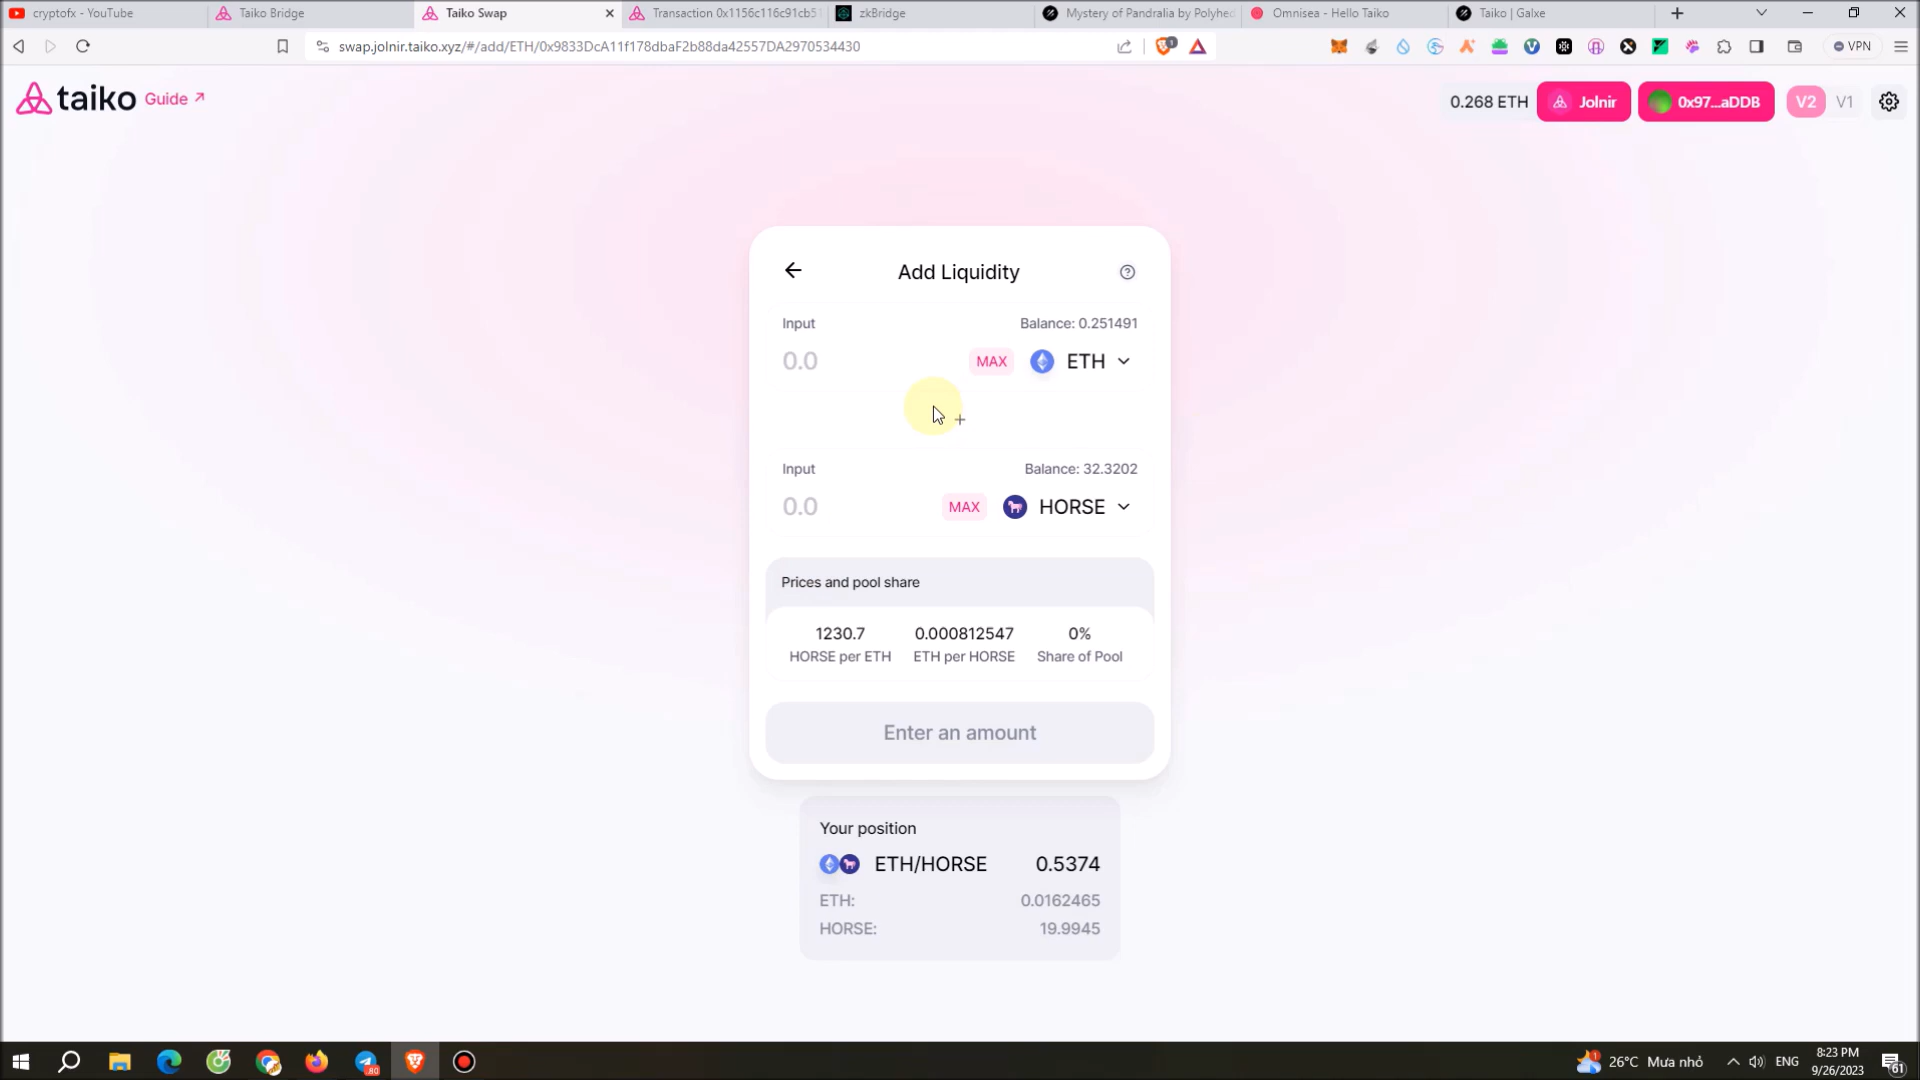 cryptofx - YouTube
Taiko Bridge
Taiko Swap
Transaction 0x1156c116c91cb51
zkBridge
Mystery of Pandralia by Polyhed
Omnisea - Hello Taiko
Taiko | Galxe
swap.jolnir.taiko.xyz/#/add/ETH/0x9833DcA11f178dbaF2b88da42557DA2970534430
1
VPN
taiko
Guide ↗
0.268 ETH
Jolnir
0x97...aDDB
V2
V1
Add Liquidity
Input
Balance: 0.251491
0.0
MAX
ETH
+
Input
Balance: 32.3202
0.0
MAX
HORSE
Prices and pool share
1230.7
0.000812547
0%
HORSE per ETH
ETH per HORSE
Share of Pool
Enter an amount
Your position
ETH/HORSE
0.5374
ETH:
0.0162465
HORSE:
19.9945
80
1
26°C Mưa nhỏ
ENG
8:23 PM
9/26/2023
61